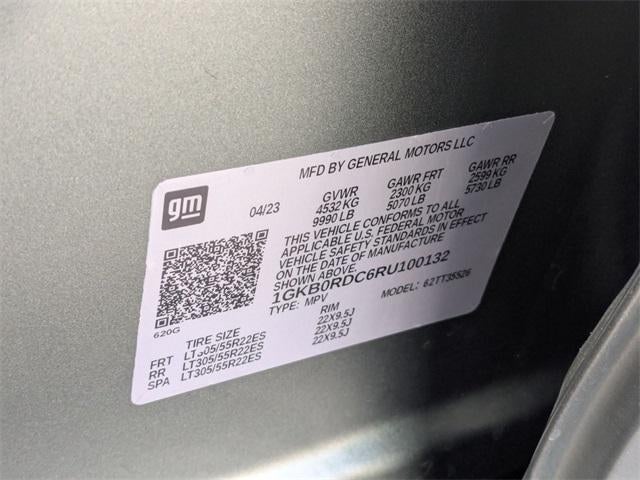 MFD BY GENERAL MOTORS LLC
gm
04/23 GVWR GAWR FRT GAWR RR
4532 KG 2300 KG 2599 KG
9990 LB 5070 LB 5730 LB
THIS VEHICLE CONFORMS TO ALL
APPLICABLE U.S. FEDERAL MOTOR
VEHICLE SAFETY STANDARDS IN EFFECT
ON THE DATE OF MANUFACTURE
SHOWN ABOVE.
1GKB0RDC6RU100132
TYPE: MPV MODEL: 62TT35526
620G
TIRE SIZE RIM
FRT LT305/55R22ES 22X9.5J
RR LT305/55R22ES 22X9.5J
SPA LT305/55R22ES 22X9.5J